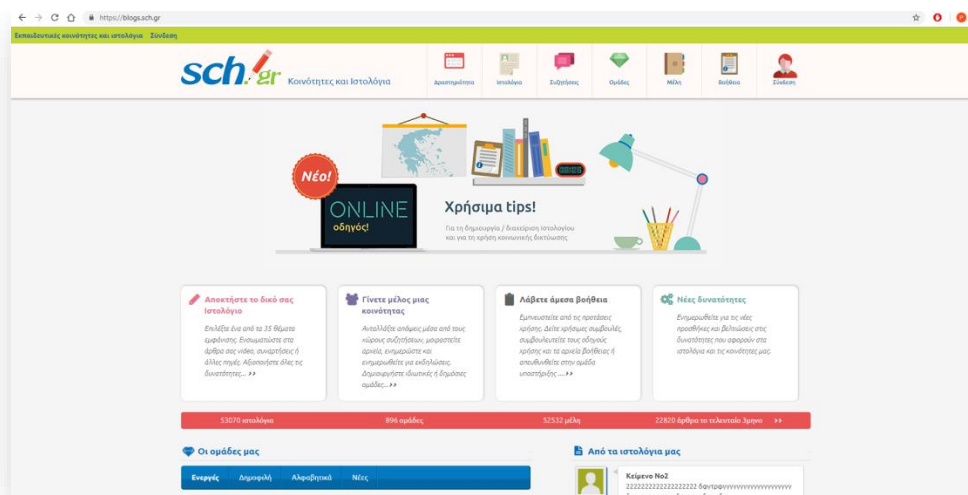 https://blogs.sch.gr
Εκπαιδευτικές κοινότητες και ιστολόγια Σύνδεση
sch.gr Κοινότητες και Ιστολόγια
Δραστηριότητα Ιστολόγια Συζητήσεις Ομάδες Μέλη Βοήθεια Σύνδεση
Νέο!
ONLINE
οδηγός!
Χρήσιμα tips!
Για τη δημιουργία / διαχείριση Ιστολογίου
και για τη χρήση κοινωνικής δικτύωσης
Αποκτήστε το δικό σας
Ιστολόγιο
Επιλέξτε ένα από τα 35 θέματα
εμφάνισης. Ενσωματώστε στα
άρθρα σας video, συναρτήσεις ή
άλλες πηγές. Αξιοποιήστε όλες τις
δυνατότητες... >>
Γίνετε μέλος μιας
κοινότητας
Ανταλλάξτε απόψεις μέσα από τους
χώρους συζητήσεων, μοιραστείτε
αρχεία, ενημερώστε και
ενημερωθείτε για εκδηλώσεις.
Δημιουργήστε ιδιωτικές ή δημόσιες
ομάδες... >>
Λάβετε άμεσα βοήθεια
Εμπνευστείτε από τις προτάσεις
χρήσης. Δείτε χρήσιμες συμβουλές,
συμβουλευτείτε τους οδηγούς
χρήσης και τα αρχεία βοήθειας ή
απευθυνθείτε στην ομάδα
υποστήριξης .... >>
Νέες δυνατότητες
Ενημερωθείτε για τις νέες
προσθήκες και βελτιώσεις στις
δυνατότητες που αφορούν στα
ιστολόγια και τις κοινότητες μας.
53070 ιστολόγια 896 ομάδες 52532 μέλη 22820 άρθρα το τελευταίο 3μηνο >>
Οι ομάδες μας
Ενεργές Δημοφιλή Αλφαβητικά Νέες
Από τα ιστολόγια μας
Κείμενο Νο2